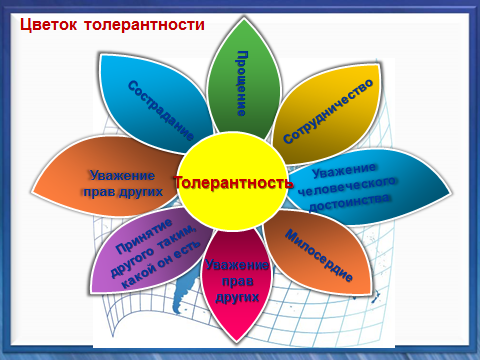 Цветок толерантности
Прощение
Сотрудничество
Уважение
человеческого
достоинства
Милосердие
Уважение
прав
других
Принятие
другого таким,
какой он есть
Уважение
прав других
Сострадание
Толерантность